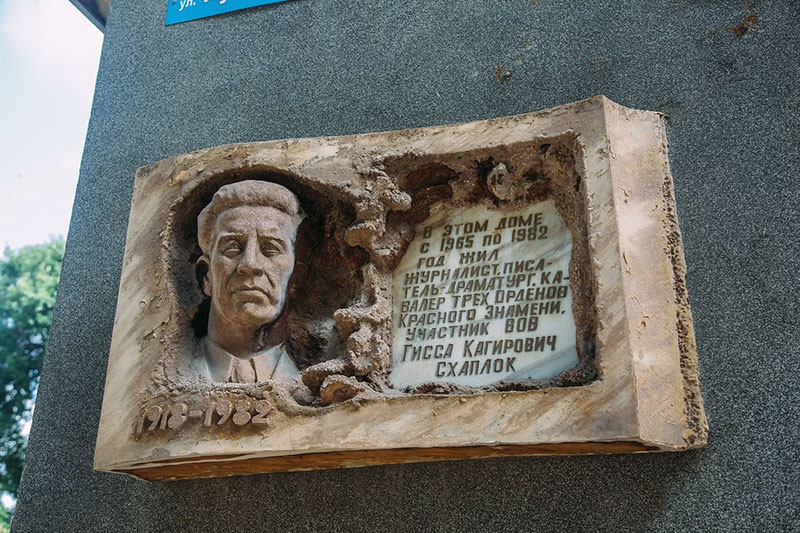 ул.
В ЭТОМ ДОМЕ
С 1965 ПО 1982
ГОД ЖИЛ
ЖУРНАЛИСТ, ПИСА-
ТЕЛЬ-ДРАМАТУРГ, КА-
ВАЛЕР ТРЕХ ОРДЕНОВ
КРАСНОГО ЗНАМЕНИ,
УЧАСТНИК ВОВ
ГИССА КАГИРОВИЧ
СХАПЛОК
1913-1982